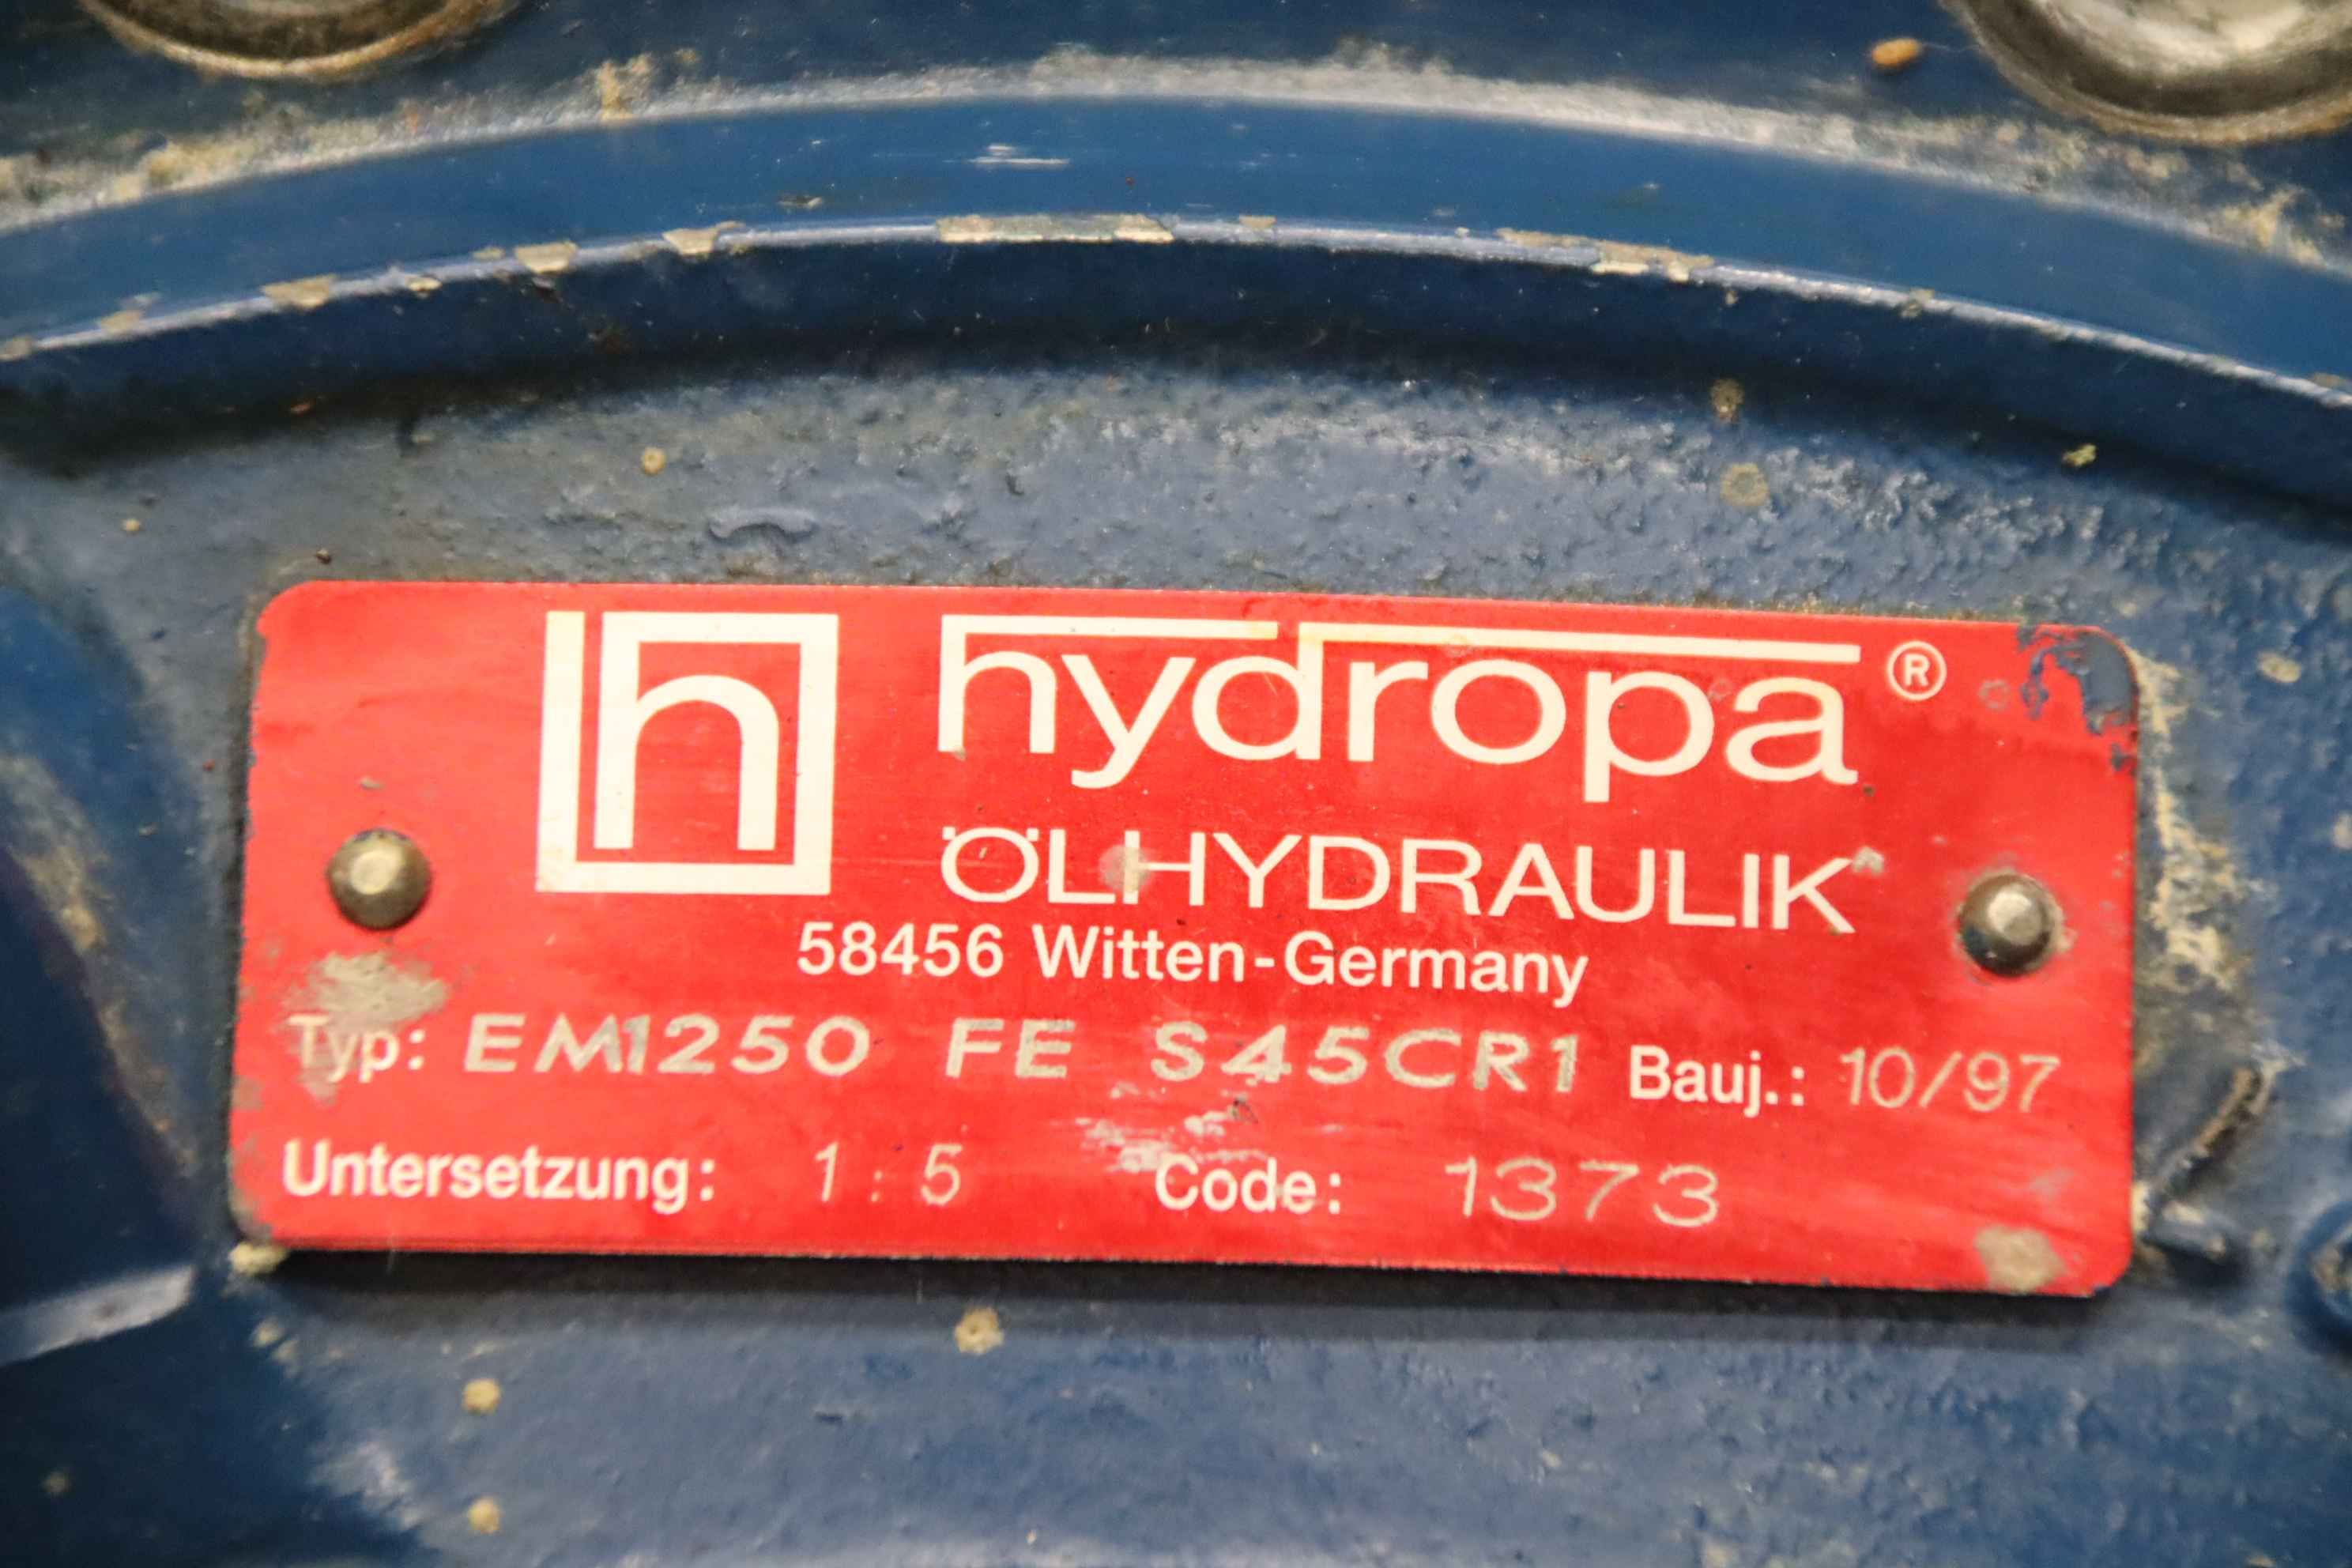 h hydropa®
ÖLHYDRAULIK
58456 Witten-Germany
Typ: EM1250 FE S45CR1 Bauj.: 10/97
Untersetzung: 1:5 Code: 1373